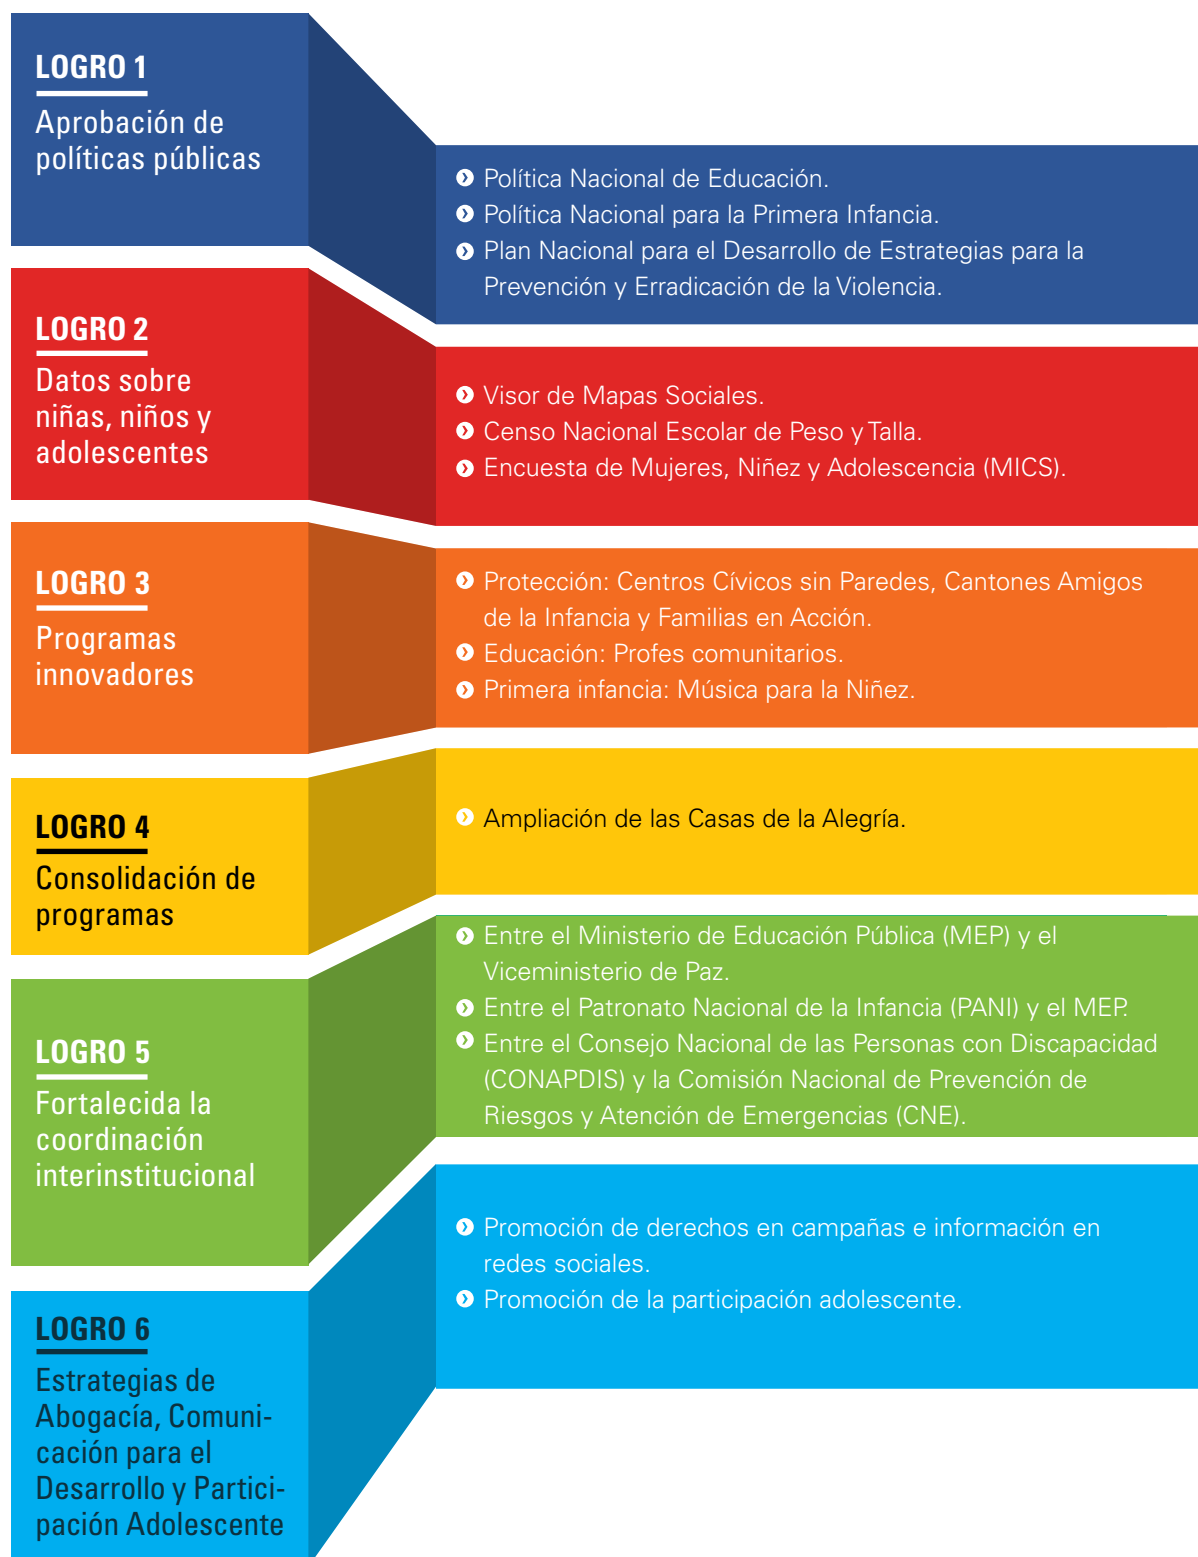 LOGRO 1
Aprobación de
políticas públicas
Política Nacional de Educación.
Política Nacional para la Primera Infancia.
Plan Nacional para el Desarrollo de Estrategias para la
Prevención y Erradicación de la Violencia.
LOGRO 2
Datos sobre
niñas, niños y
adolescentes
Visor de Mapas Sociales.
Censo Nacional Escolar de Peso y Talla.
Encuesta de Mujeres, Niñez y Adolescencia (MICS).
LOGRO 3
Programas
innovadores
Protección: Centros Cívicos sin Paredes, Cantones Amigos
de la Infancia y Familias en Acción.
Educación: Profes comunitarios.
Primera infancia: Música para la Niñez.
LOGRO 4
Consolidación de
programas
Ampliación de las Casas de la Alegría.
LOGRO 5
Fortalecida la
coordinación
interinstitucional
Entre el Ministerio de Educación Pública (MEP) y el
Viceministerio de Paz.
Entre el Patronato Nacional de la Infancia (PANI) y el MEP.
Entre el Consejo Nacional de las Personas con Discapacidad
(CONAPDIS) y la Comisión Nacional de Prevención de
Riesgos y Atención de Emergencias (CNE).
LOGRO 6
Estrategias de
Abogacía, Comuni-
cación para el
Desarrollo y Partici-
pación Adolescente
Promoción de derechos en campañas e información en
redes sociales.
Promoción de la participación adolescente.